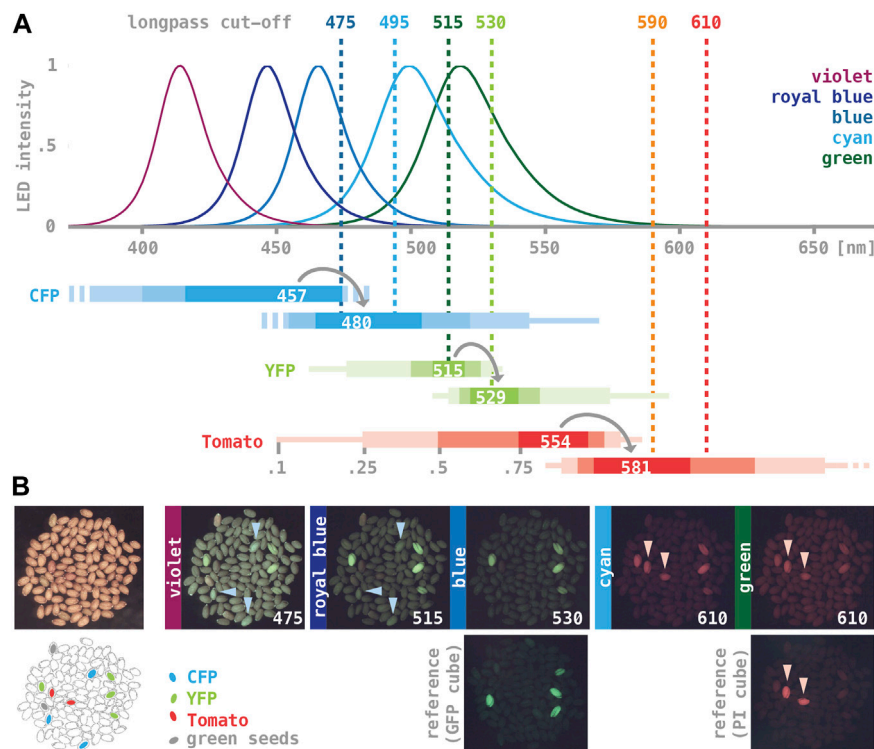 A
longpass cut-off 475 495 515 530 590 610
LED intensity
1
.5
0
violet
royal blue
blue
cyan
green
400 450 500 550 600 650 [nm]
CFP 457
480
YFP 515
529
Tomato 554
581
.1 .25 .5 .75
B
violet
475
royal blue
515
blue
530
cyan
610
green
610
CFP
YFP
Tomato
green seeds
reference
(GFP cube)
reference
(PI cube)